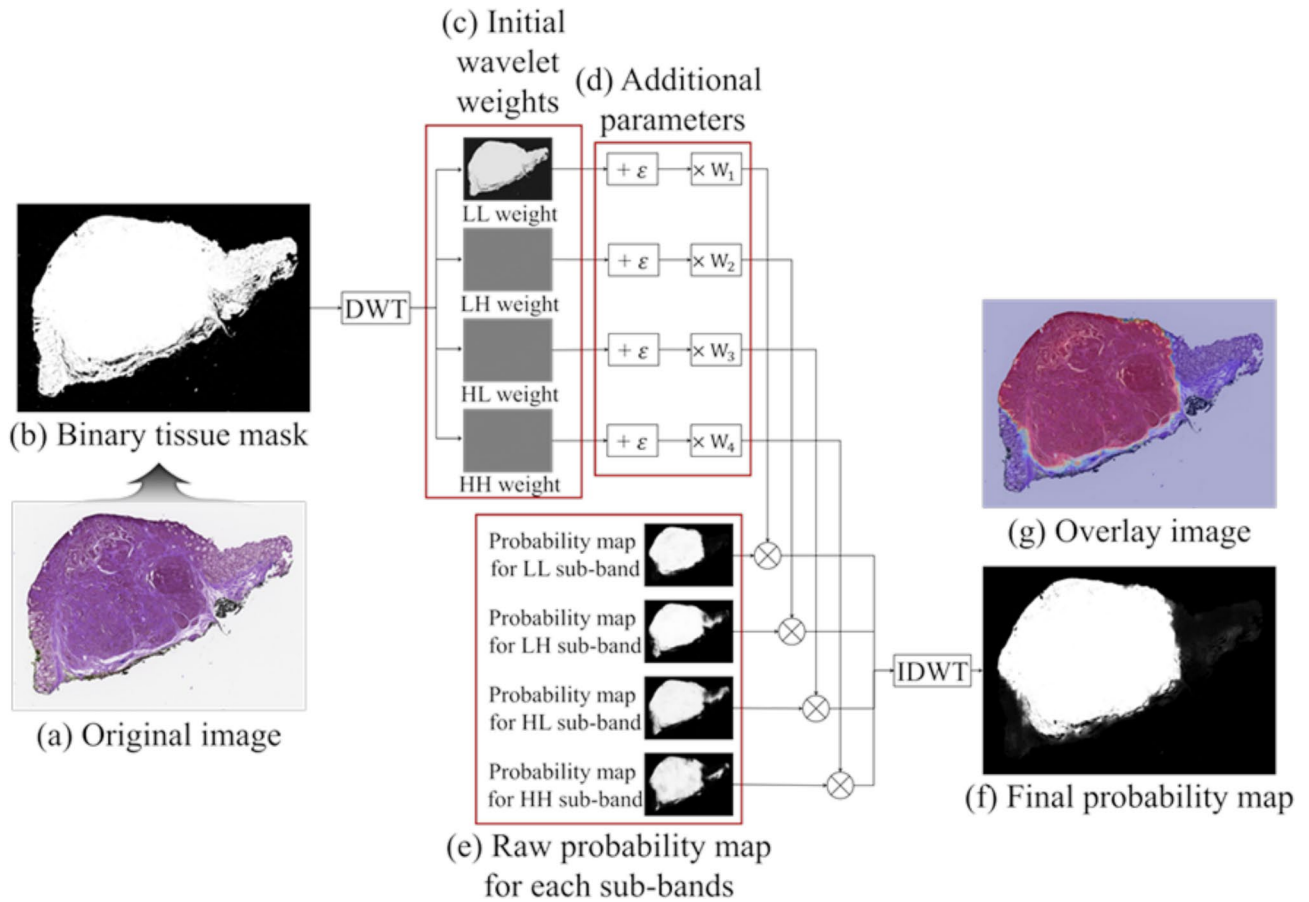 (c) Initial
wavelet
weights
(d) Additional
parameters
+ ε
× W₁
LL weight
+ ε
× W₂
LH weight
DWT
+ ε
× W₃
HL weight
+ ε
× W₄
HH weight
(b) Binary tissue mask
(a) Original image
Probability map
for LL sub-band
Probability map
for LH sub-band
Probability map
for HL sub-band
Probability map
for HH sub-band
(e) Raw probability map
for each sub-bands
IDWT
(g) Overlay image
(f) Final probability map